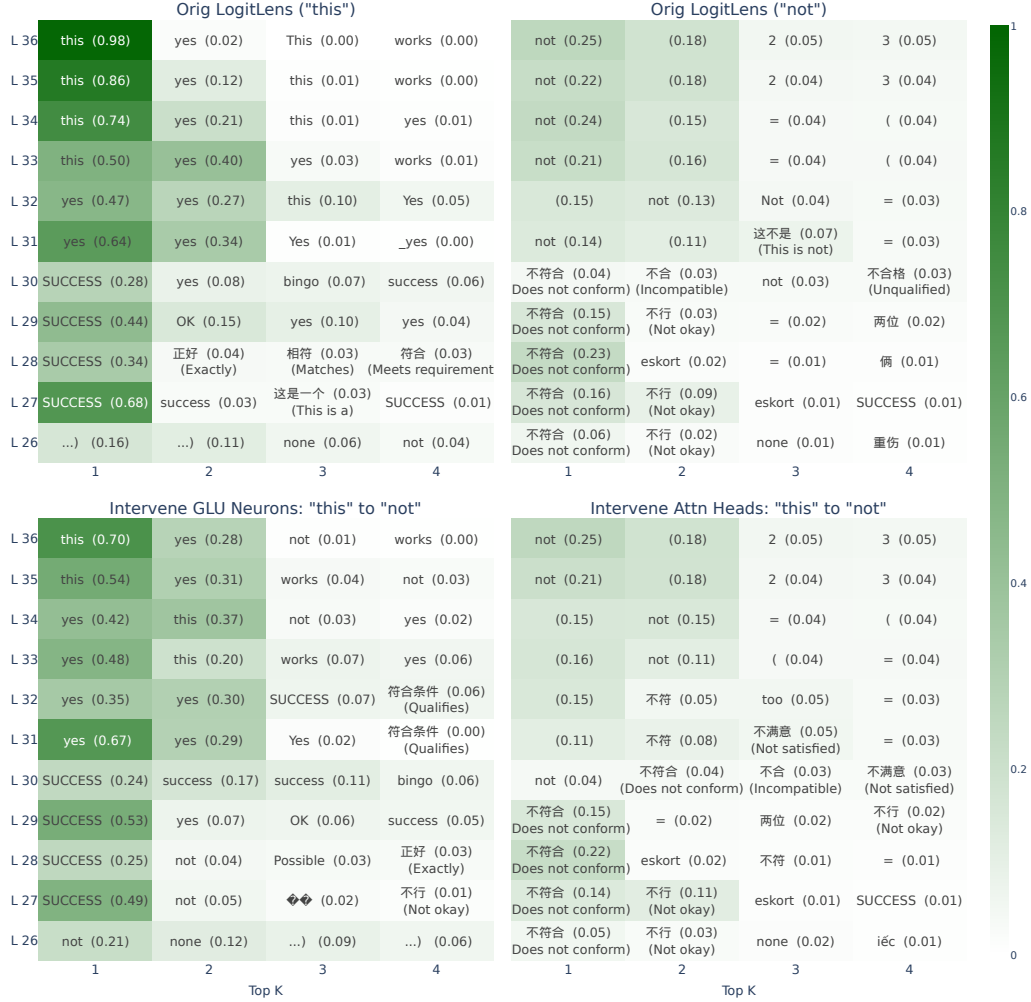 Orig LogitLens ("this")
Orig LogitLens ("not")
L 36 this (0.98) yes (0.02) This (0.00) works (0.00) not (0.25) (0.18) 2 (0.05) 3 (0.05)
L 35 this (0.86) yes (0.12) this (0.01) works (0.00) not (0.22) (0.18) 2 (0.04) 3 (0.04)
L 34 this (0.74) yes (0.21) this (0.01) yes (0.01) not (0.24) (0.15) = (0.04) ( (0.04)
L 33 this (0.50) yes (0.40) yes (0.03) works (0.01) not (0.21) (0.16) = (0.04) ( (0.04)
L 32 yes (0.47) yes (0.27) this (0.10) Yes (0.05) (0.15) not (0.13) Not (0.04) = (0.03)
L 31 yes (0.64) yes (0.34) Yes (0.01) _yes (0.00) not (0.14) (0.11) 这不是 (0.07) = (0.03)
(This is not)
L 30 SUCCESS (0.28) yes (0.08) bingo (0.07) success (0.06) 不符合 (0.04) 不合 (0.03) not (0.03) 不合格 (0.03)
Does not conform) (Incompatible) (Unqualified)
L 29 SUCCESS (0.44) OK (0.15) yes (0.10) yes (0.04) 不符合 (0.15) 不行 (0.03) = (0.02) 两位 (0.02)
Does not conform) (Not okay)
L 28 SUCCESS (0.34) 正好 (0.04) 相符 (0.03) 符合 (0.03) 不符合 (0.23) eskort (0.02) = (0.01) 俩 (0.01)
(Exactly) (Matches) (Meets requirement Does not conform)
L 27 SUCCESS (0.68) success (0.03) 这是一个 (0.03) SUCCESS (0.01) 不符合 (0.16) 不行 (0.09) eskort (0.01) SUCCESS (0.01)
(This is a) Does not conform) (Not okay)
L 26 ...) (0.16) ...) (0.11) none (0.06) not (0.04) 不符合 (0.06) 不行 (0.02) none (0.01) 重伤 (0.01)
Does not conform) (Not okay)
1 2 3 4 1 2 3 4
Intervene GLU Neurons: "this" to "not"
Intervene Attn Heads: "this" to "not"
L 36 this (0.70) yes (0.28) not (0.01) works (0.00) not (0.25) (0.18) 2 (0.05) 3 (0.05)
L 35 this (0.54) yes (0.31) works (0.04) not (0.03) not (0.21) (0.18) 2 (0.04) 3 (0.04)
L 34 yes (0.42) this (0.37) not (0.03) yes (0.02) (0.15) not (0.15) = (0.04) ( (0.04)
L 33 yes (0.48) this (0.20) works (0.07) yes (0.06) (0.16) not (0.11) ( (0.04) = (0.04)
L 32 yes (0.35) yes (0.30) SUCCESS (0.07) 符合条件 (0.06) (0.15) 不符 (0.05) too (0.05) = (0.03)
(Qualifies)
L 31 yes (0.67) yes (0.29) Yes (0.02) 符合条件 (0.00) (0.11) 不符 (0.08) 不满意 (0.05) = (0.03)
(Qualifies) (Not satisfied)
L 30 SUCCESS (0.24) success (0.17) success (0.11) bingo (0.06) not (0.04) 不符合 (0.04) 不合 (0.03) 不满意 (0.03)
(Does not conform) (Incompatible) (Not satisfied)
L 29 SUCCESS (0.53) yes (0.07) OK (0.06) success (0.05) 不符合 (0.15) = (0.02) 两位 (0.02) 不行 (0.02)
Does not conform) (Not okay)
L 28 SUCCESS (0.25) not (0.04) Possible (0.03) 正好 (0.03) 不符合 (0.22) eskort (0.02) 不符 (0.01) = (0.01)
(Exactly) Does not conform)
L 27 SUCCESS (0.49) not (0.05) �� (0.02) 不行 (0.01) 不符合 (0.14) 不行 (0.11) eskort (0.01) SUCCESS (0.01)
(Not okay) Does not conform) (Not okay)
L 26 not (0.21) none (0.12) ...) (0.09) ...) (0.06) 不符合 (0.05) 不行 (0.03) none (0.02) iếc (0.01)
Does not conform) (Not okay)
1 2 3 4 1 2 3 4
Top K Top K
1
0.8
0.6
0.4
0.2
0